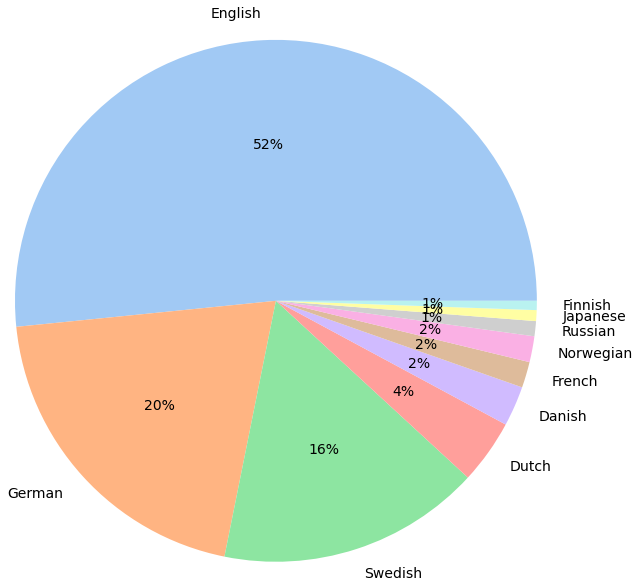 English
52%
20%
German
16%
Swedish
4%
Dutch
2%
Danish
2%
French
2%
Norwegian
1%
Russian
1%
Japanese
1%
Finnish